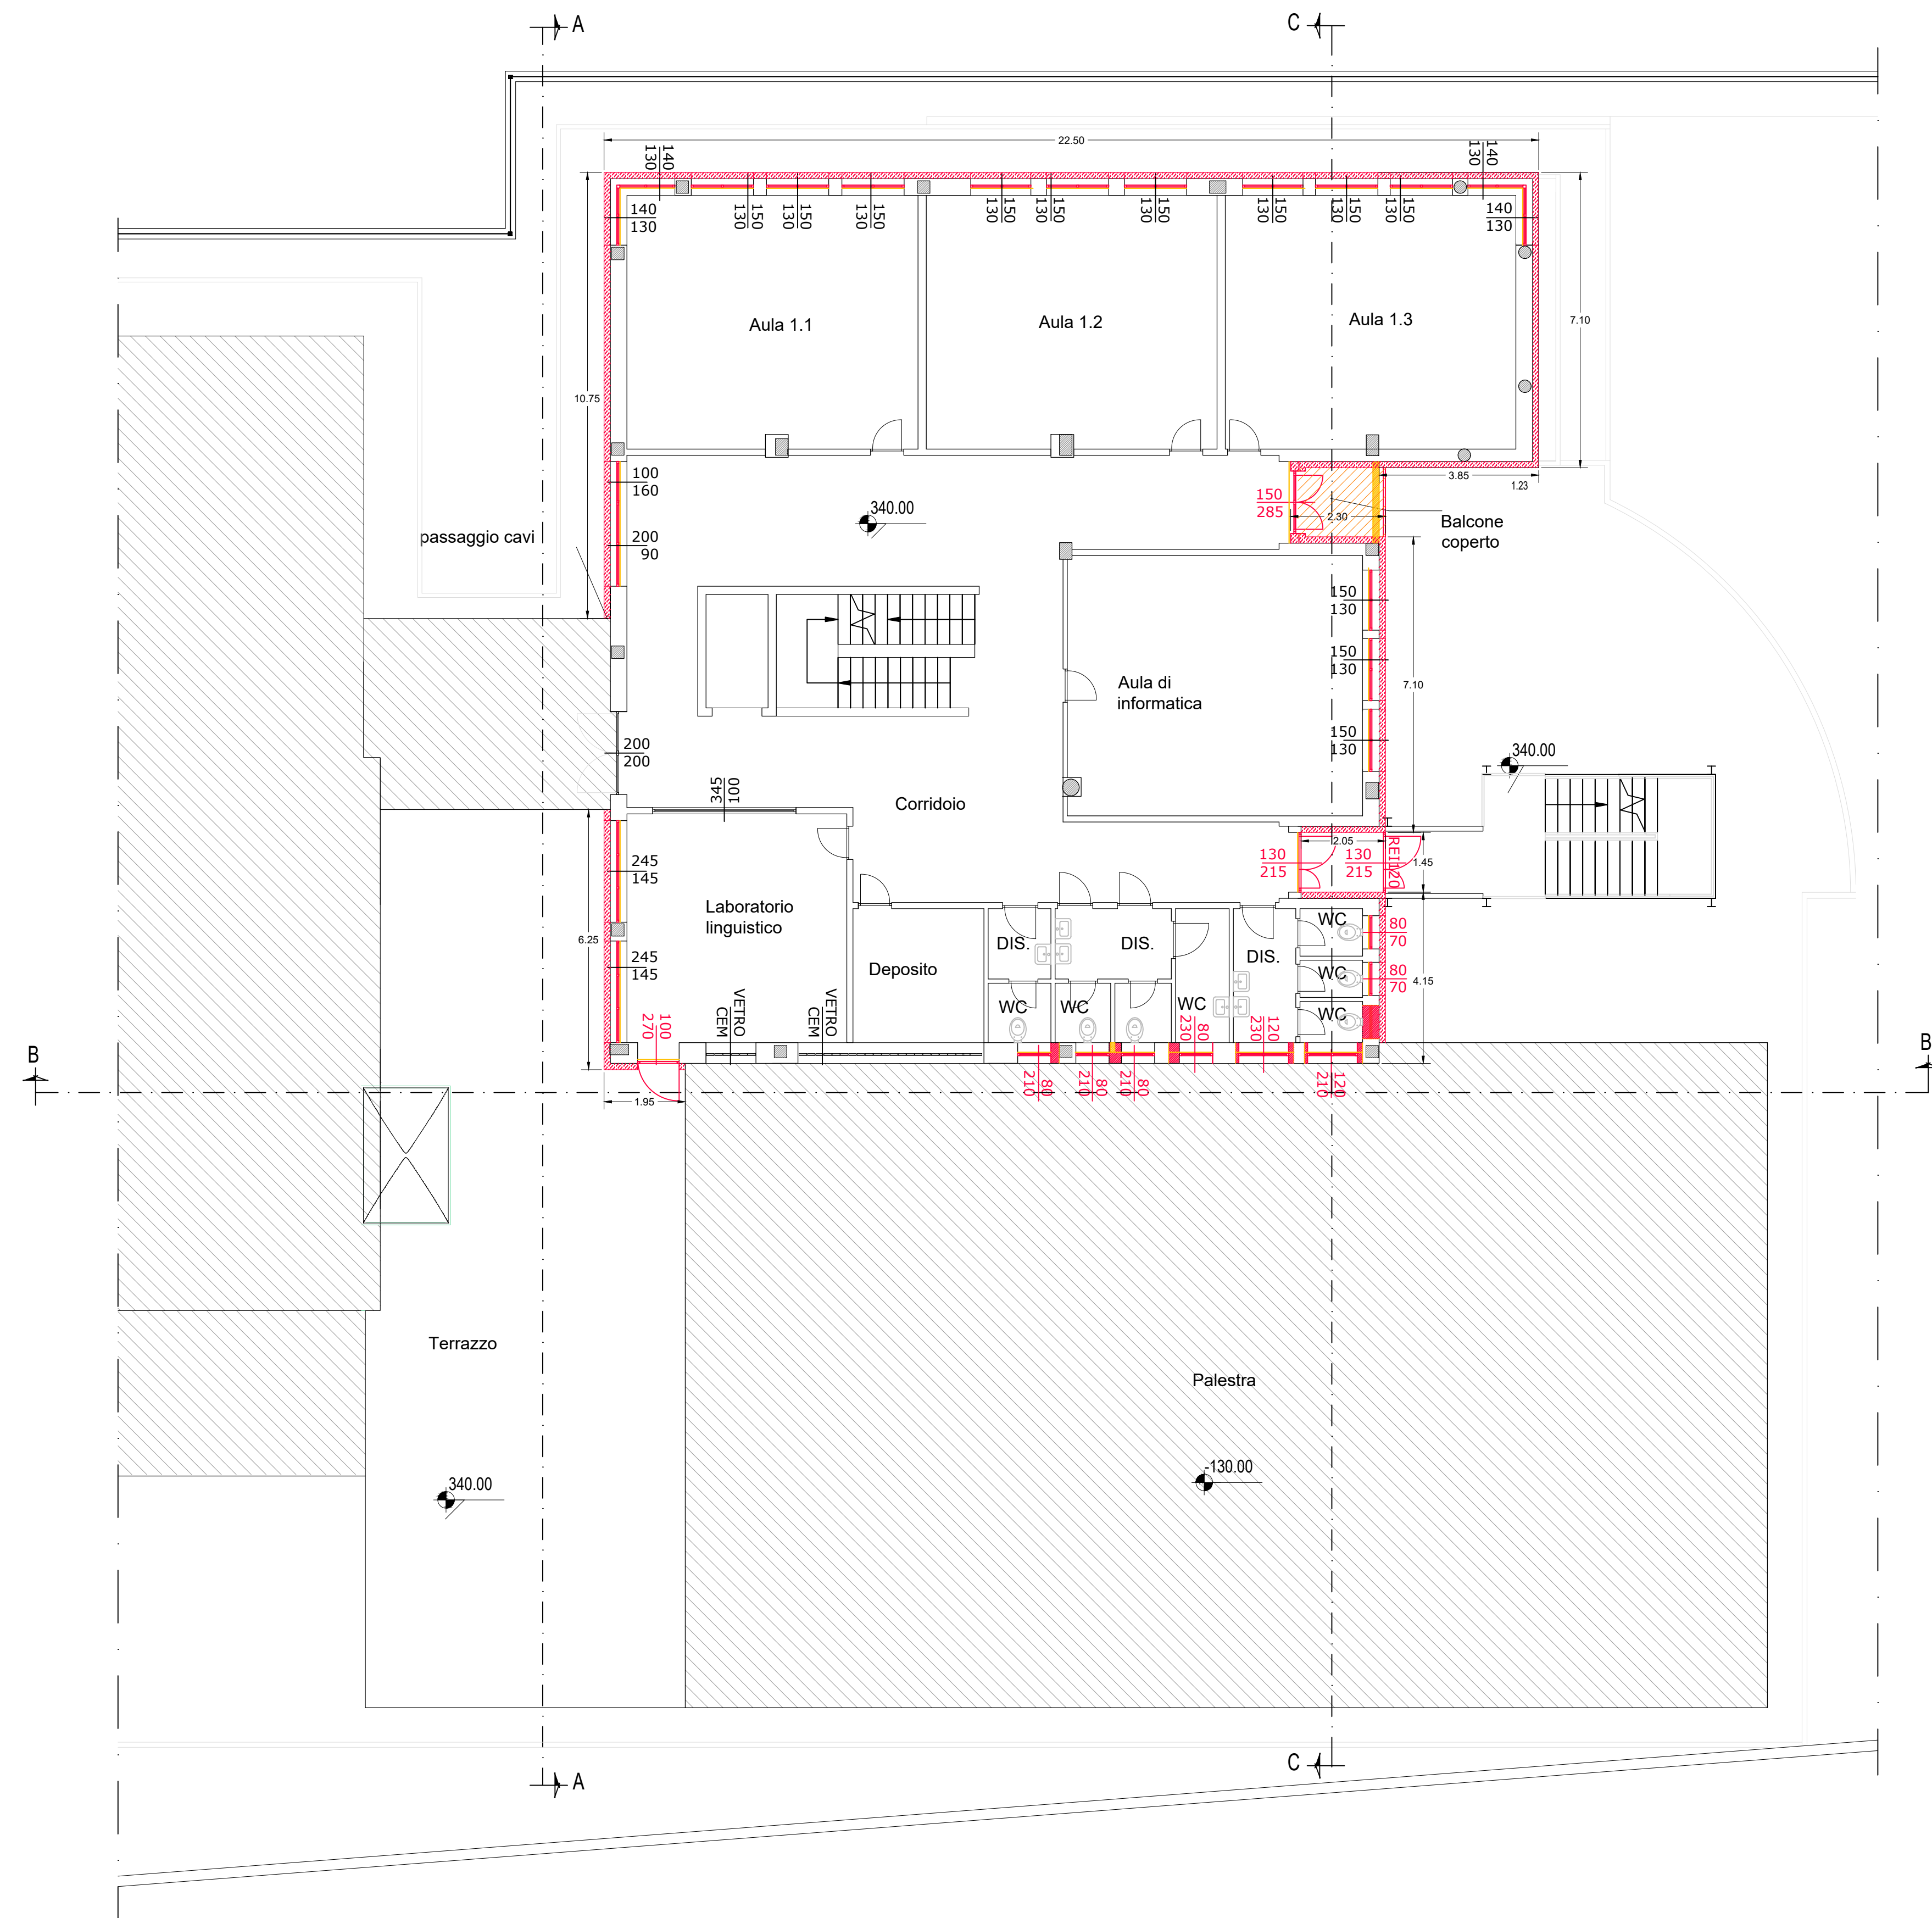 A
C
22.50
140
130
140
130
140
130
150
130
150
130
150
130
150
130
150
130
150
130
150
130
150
130
150
130
140
130
Aula 1.1
Aula 1.2
Aula 1.3
7.10
10.75
100
160
3.85
1.23
150
285
2.30
340.00
Balcone
coperto
passaggio cavi
200
90
150
130
150
130
7.10
Aula di
informatica
150
130
200
200
340.00
345
100
Corridoio
2.05
130
215
130
215
REI120
1.45
245
145
Laboratorio
linguistico
WC
80
70
DIS.
DIS.
DIS.
6.25
245
145
Deposito
WC
80
70
4.15
WC
WC
WC
WC
100
270
VETRO
CEM
VETRO
CEM
80
230
120
230
80
210
80
210
80
210
120
210
B
B
1.95
Terrazzo
Palestra
340.00
-130.00
A
C